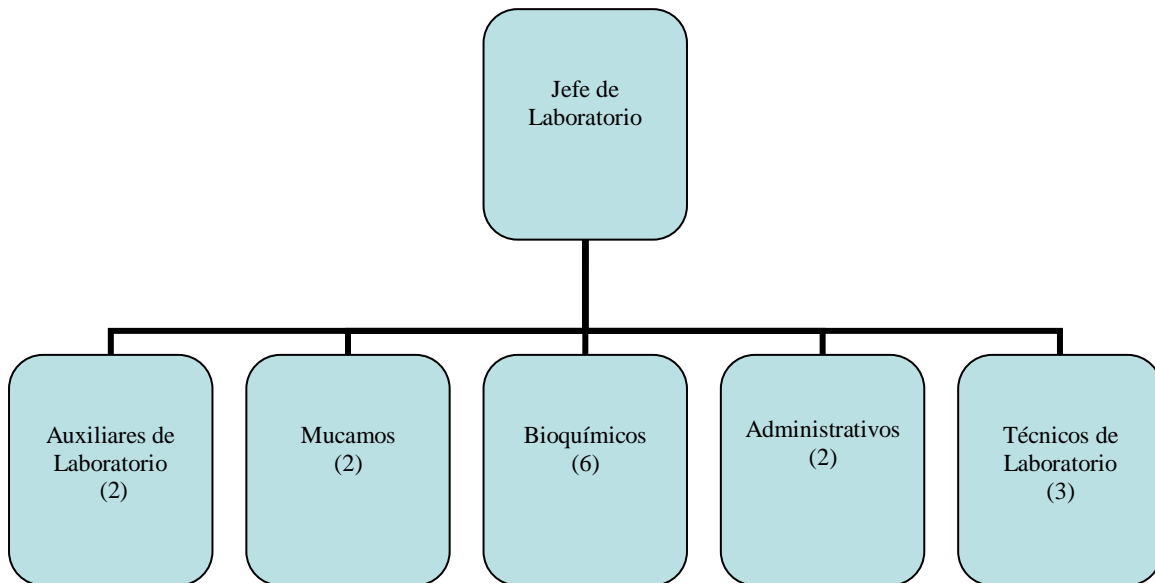 Jefe de
Laboratorio
Auxiliares de
Laboratorio
(2)
Mucamos
(2)
Bioquímicos
(6)
Administrativos
(2)
Técnicos de
Laboratorio
(3)